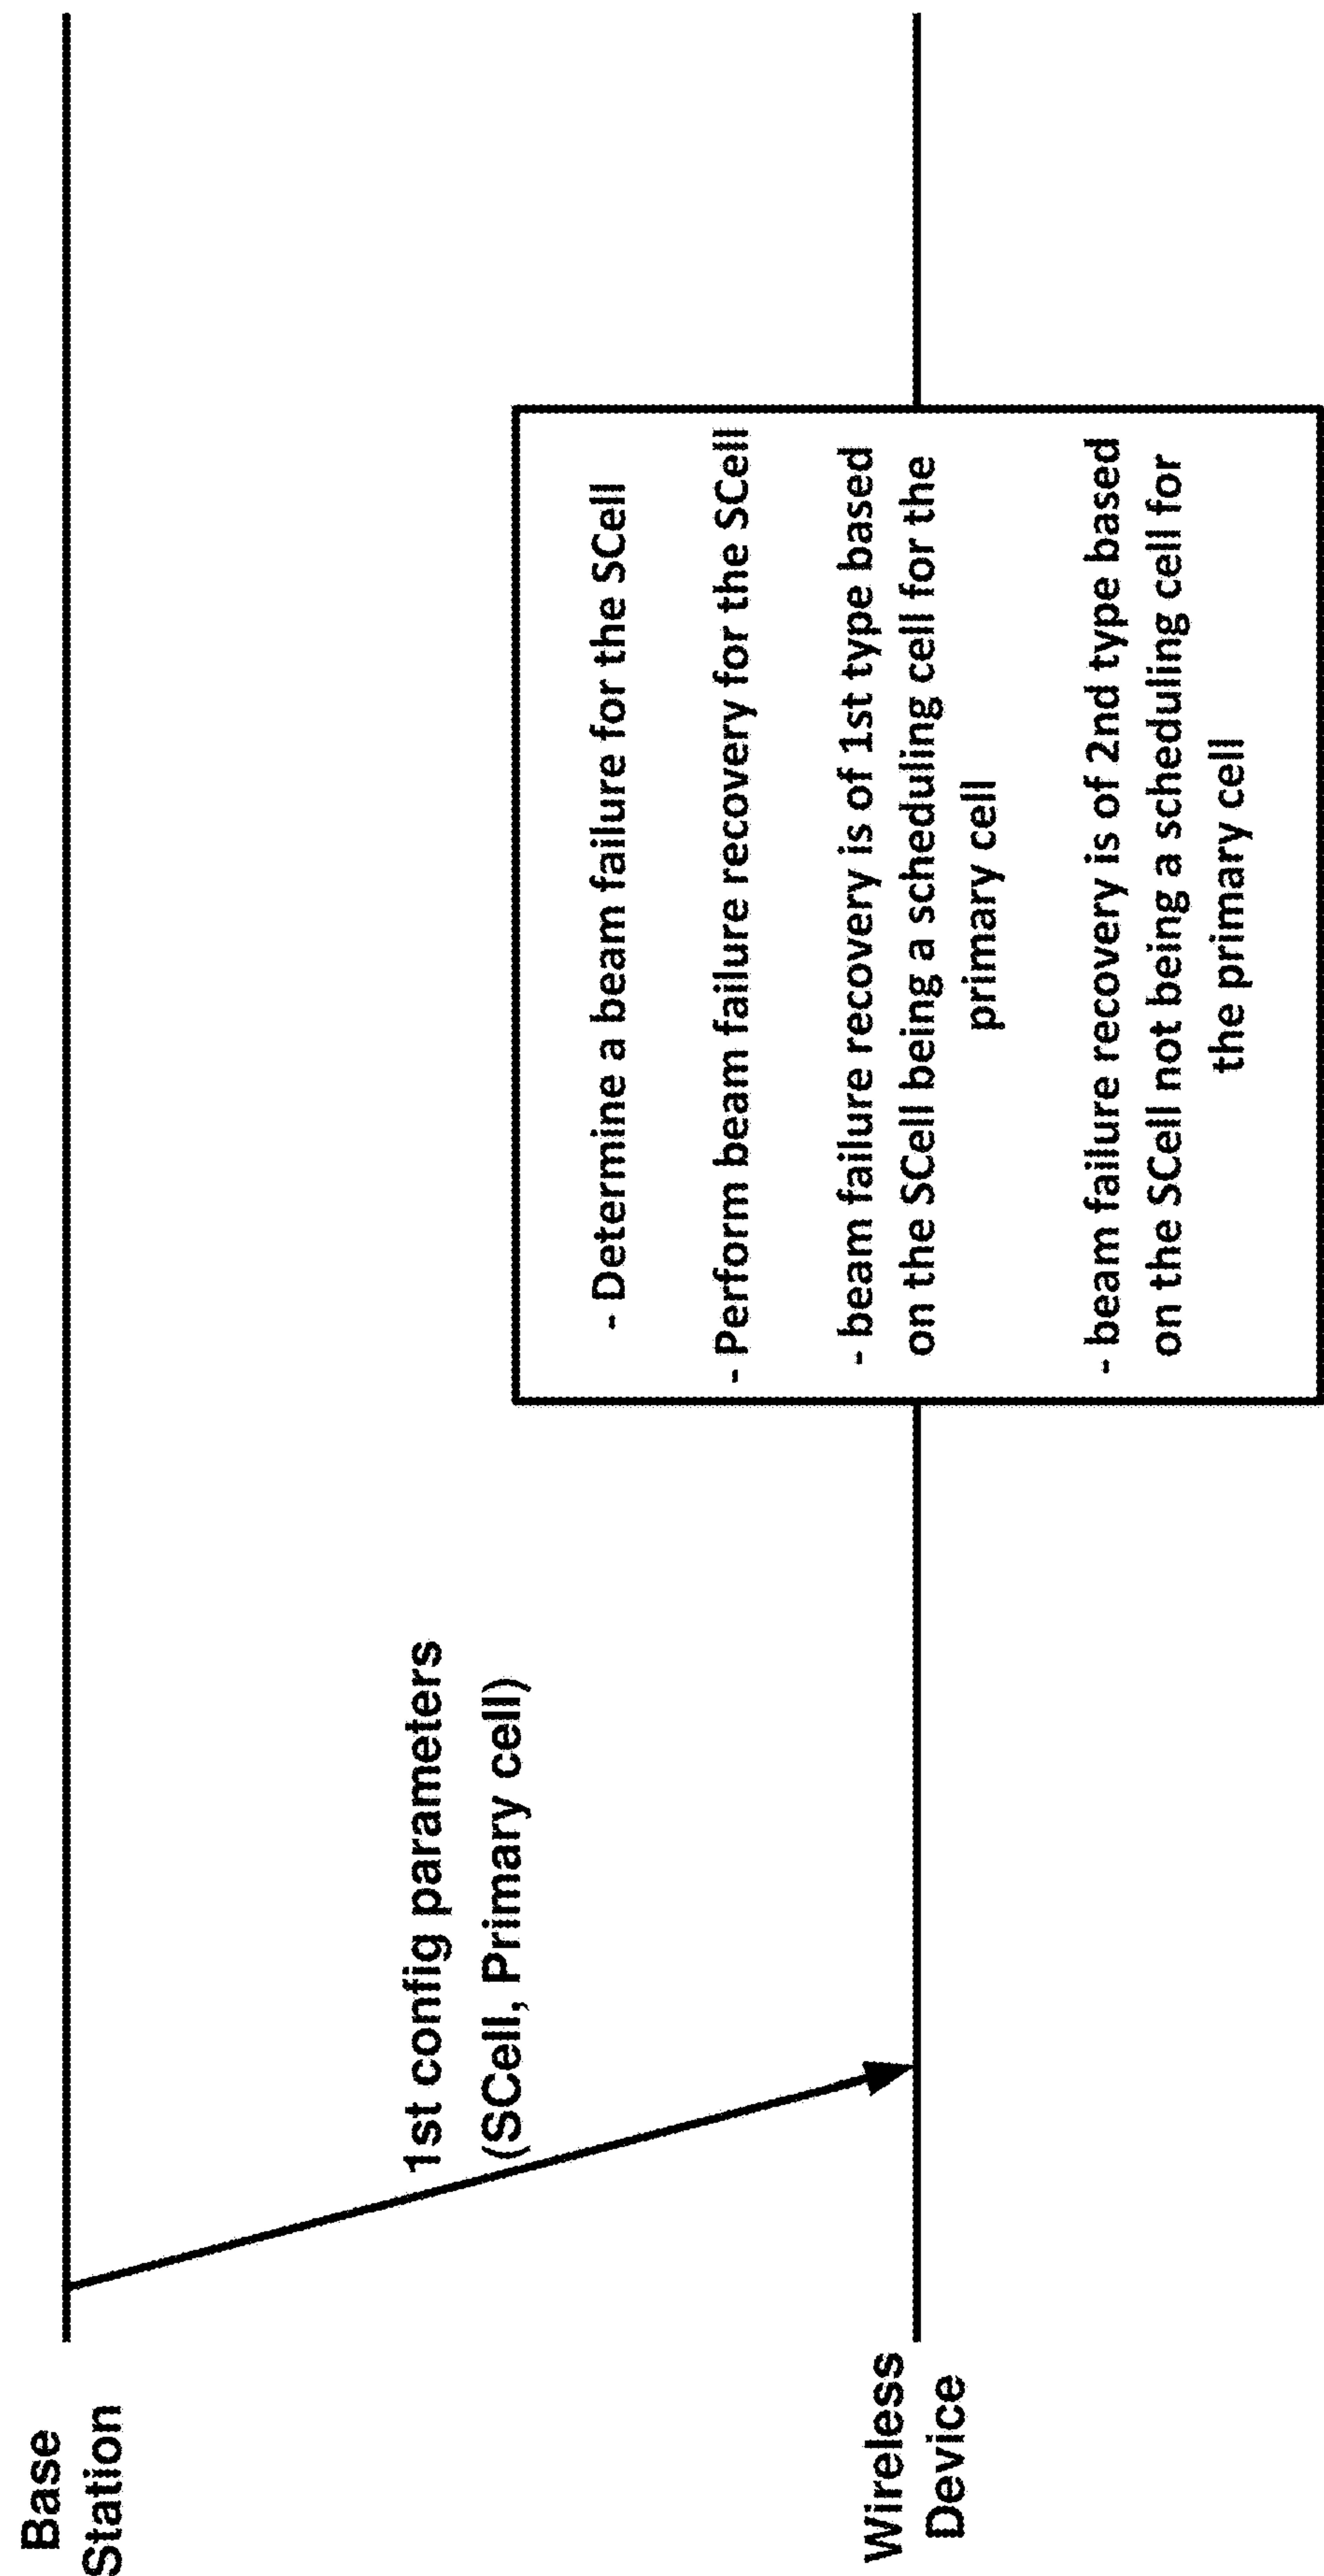 Base
Station
1st config parameters
(SCell, Primary cell)
Wireless
Device
- Determine a beam failure for the SCell
- Perform beam failure recovery for the SCell
- beam failure recovery is of 1st type based
on the SCell being a scheduling cell for the
primary cell
- beam failure recovery is of 2nd type based
on the SCell not being a scheduling cell for
the primary cell